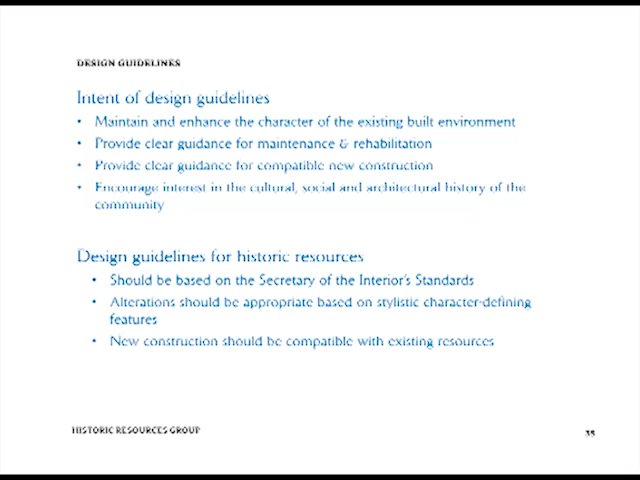 DESIGN GUIDELINES
Intent of design guidelines
• Maintain and enhance the character of the existing built environment
• Provide clear guidance for maintenance & rehabilitation
• Provide clear guidance for compatible new construction
• Encourage interest in the cultural, social and architectural history of the
community
Design guidelines for historic resources
• Should be based on the Secretary of the Interior's Standards
• Alterations should be appropriate based on stylistic character-defining
features
• New construction should be compatible with existing resources
HISTORIC RESOURCES GROUP
35